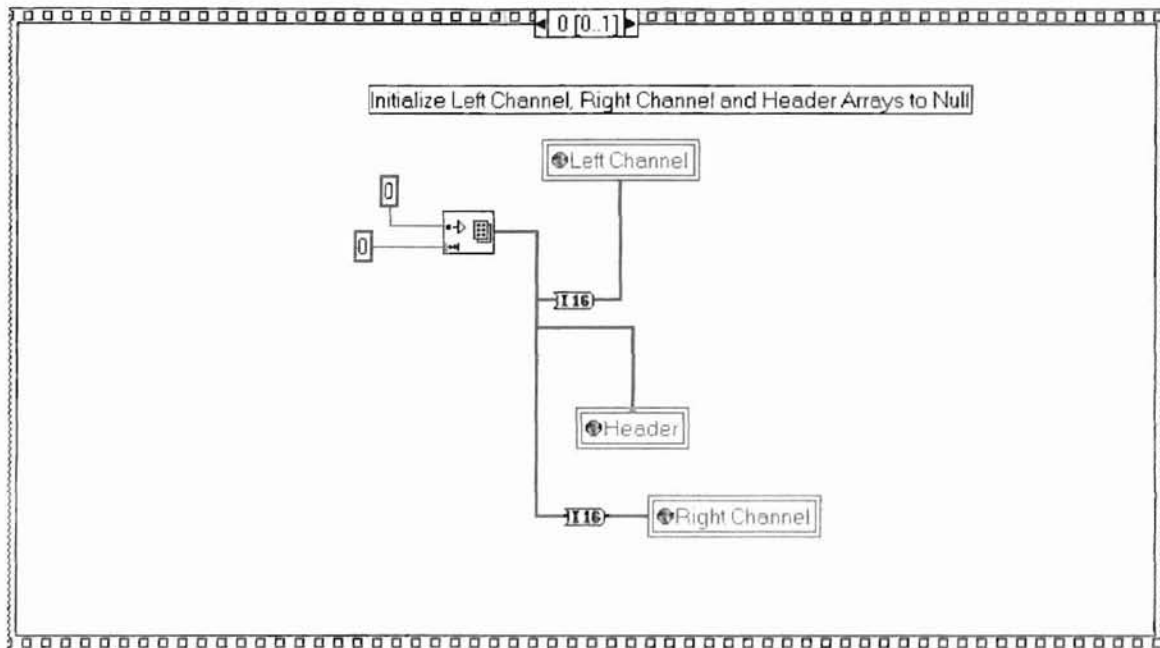 0 [0..1]
Initialize Left Channel, Right Channel and Header Arrays to Null
Left Channel
0
0
I16
Header
I16
Right Channel